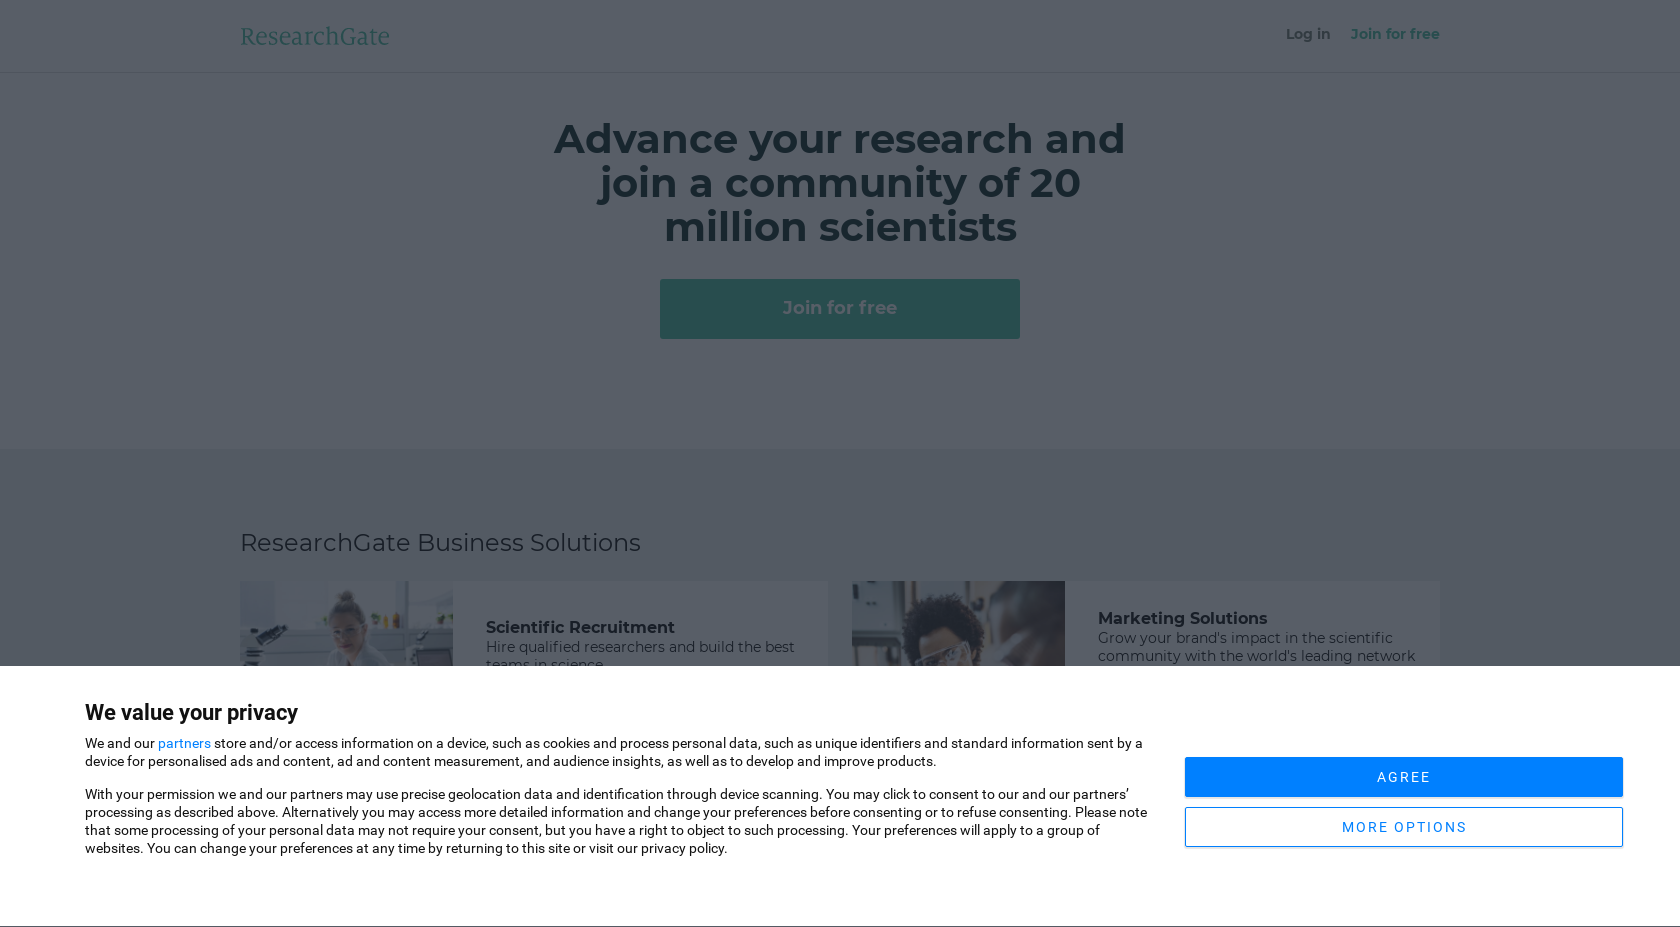 ResearchGate
Log in
Join for free
Advance your research and
join a community of 20
million scientists
Join for free
ResearchGate Business Solutions
Scientific Recruitment
Hire qualified researchers and build the best
teams in science
Marketing Solutions
Grow your brand's impact in the scientific
community with the world's leading network
We value your privacy
We and our partners store and/or access information on a device, such as cookies and process personal data, such as unique identifiers and standard information sent by a
device for personalised ads and content, ad and content measurement, and audience insights, as well as to develop and improve products.
With your permission we and our partners may use precise geolocation data and identification through device scanning. You may click to consent to our and our partners’
processing as described above. Alternatively you may access more detailed information and change your preferences before consenting or to refuse consenting. Please note
that some processing of your personal data may not require your consent, but you have a right to object to such processing. Your preferences will apply to a group of
websites. You can change your preferences at any time by returning to this site or visit our privacy policy.
AGREE
MORE OPTIONS